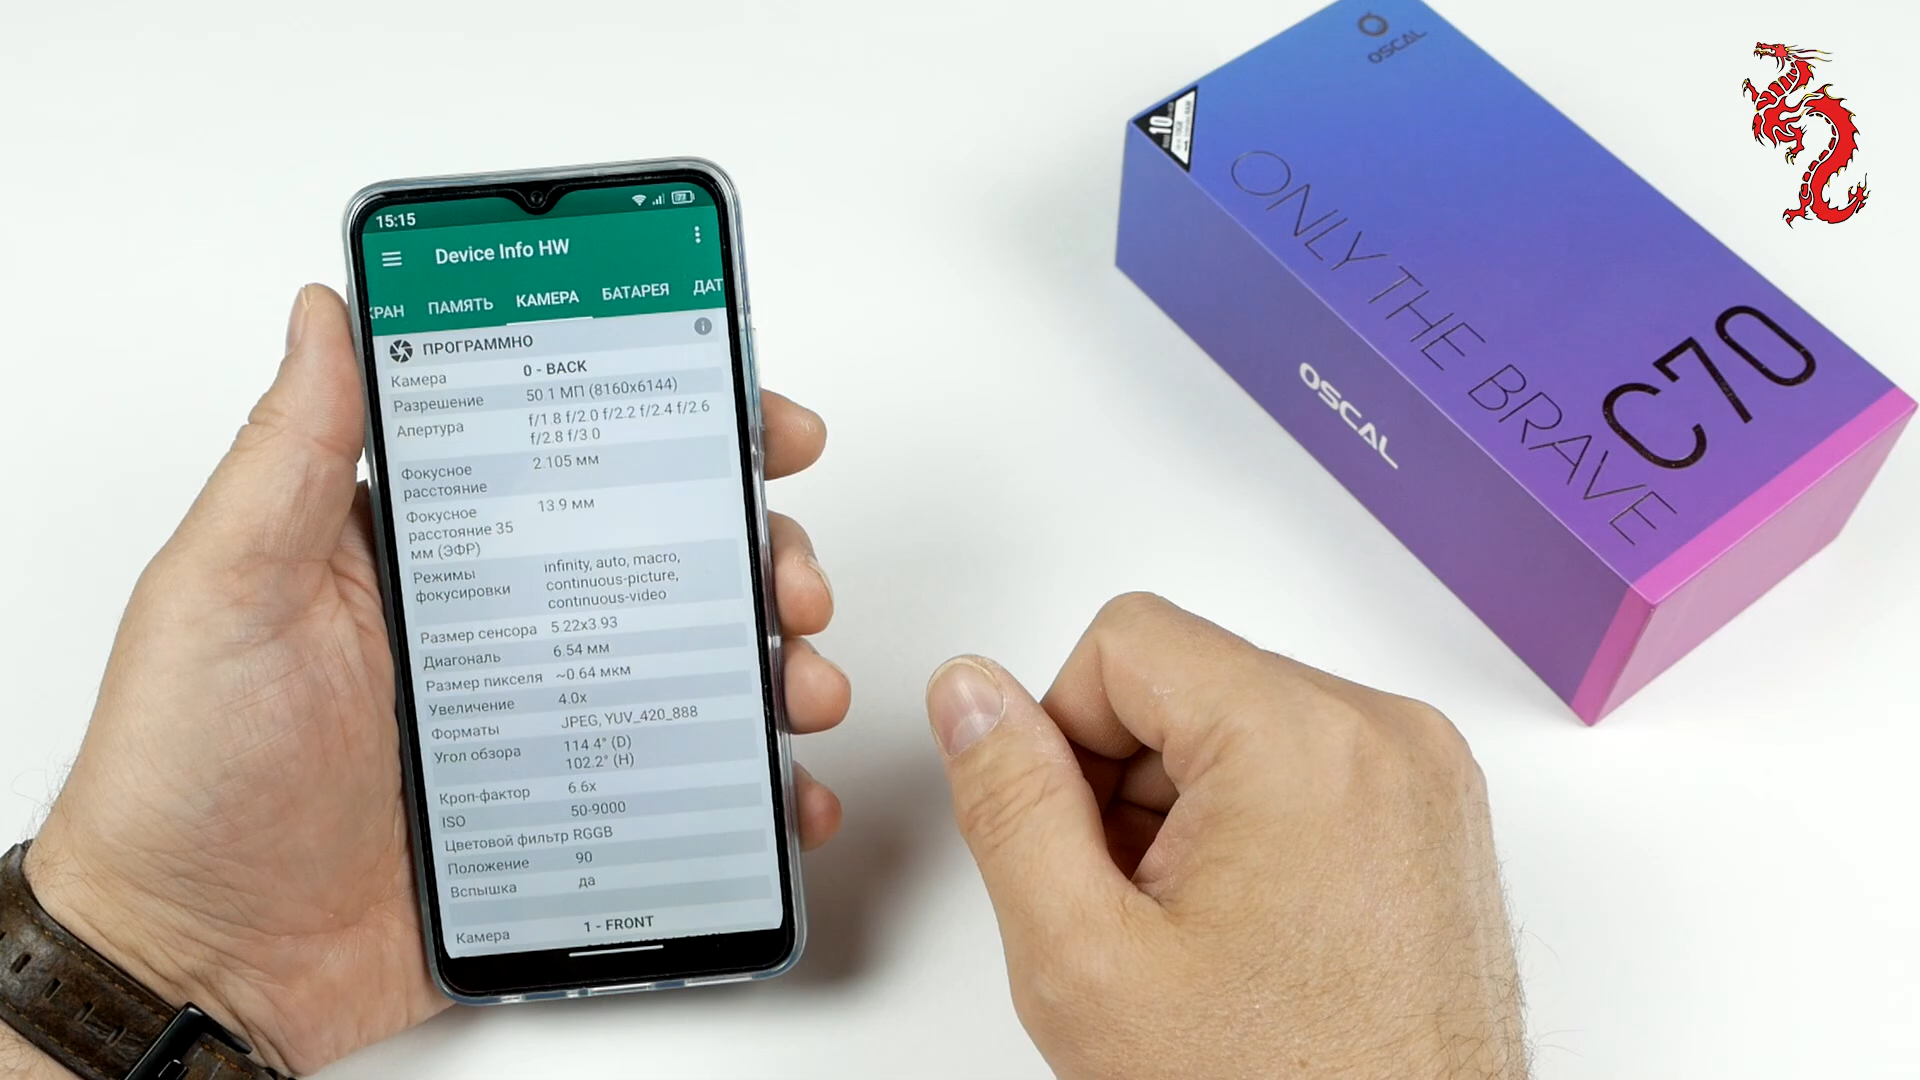 15:15
Device Info HW
КРАН ПАМЯТЬ КАМЕРА БАТАРЕЯ ДАТ
ПРОГРАММНО
Камера 0 - BACK
Разрешение 50.1 МП (8160x6144)
Апертура f/1.8 f/2.0 f/2.2 f/2.4 f/2.6
f/2.8 f/3.0
Фокусное расстояние 2.105 мм
Фокусное расстояние 35 мм (ЭФР) 13.9 мм
Режимы фокусировки infinity, auto, macro,
continuous-picture,
continuous-video
Размер сенсора 5.22x3.93
Диагональ 6.54 мм
Размер пикселя ~0.64 мкм
Увеличение 4.0x
Форматы JPEG, YUV_420_888
Угол обзора 114.4° (D)
102.2° (H)
Кроп-фактор 6.6x
ISO 50-9000
Цветовой фильтр RGGB
Положение 90
Вспышка да
Камера 1 - FRONT
OSCAL
10
ONLY THE BRAVE
C70
OSCAL